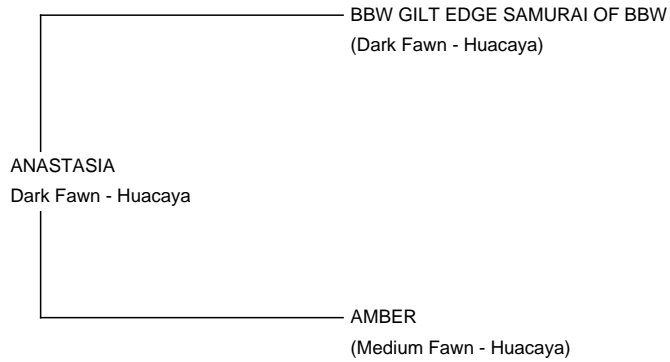 BBW GILT EDGE SAMURAI OF BBW
(Dark Fawn - Huacaya)
ANASTASIA
Dark Fawn - Huacaya
AMBER
(Medium Fawn - Huacaya)